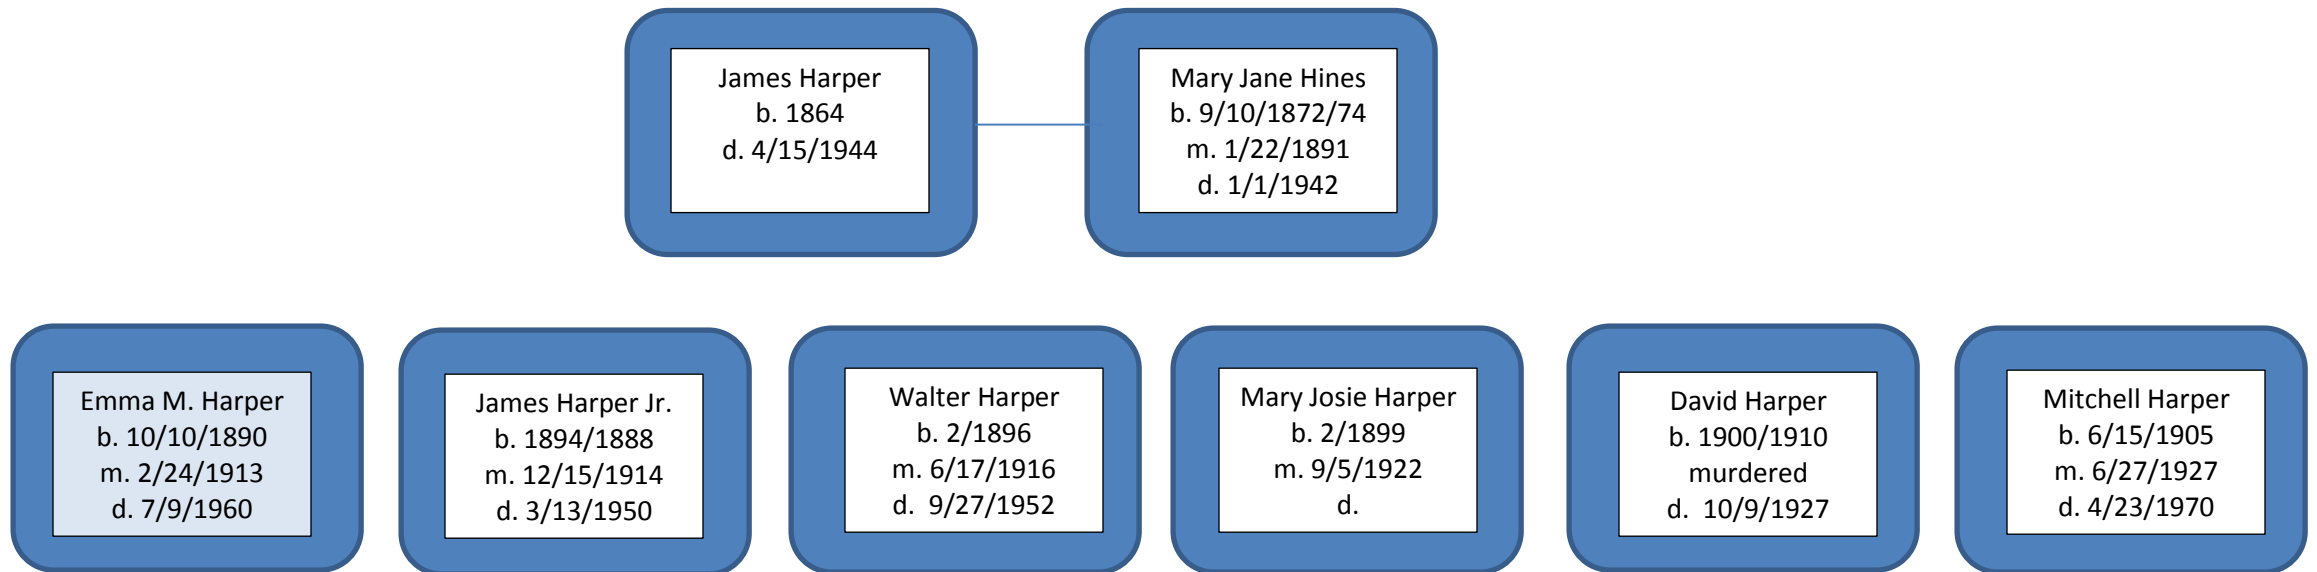 James Harper
b. 1864
d. 4/15/1944
Mary Jane Hines
b. 9/10/1872/74
m. 1/22/1891
d. 1/1/1942
Emma M. Harper
b. 10/10/1890
m. 2/24/1913
d. 7/9/1960
James Harper Jr.
b. 1894/1888
m. 12/15/1914
d. 3/13/1950
Walter Harper
b. 2/1896
m. 6/17/1916
d.  9/27/1952
Mary Josie Harper
b. 2/1899
m. 9/5/1922
d.
David Harper
b. 1900/1910
murdered
d.  10/9/1927
Mitchell Harper
b. 6/15/1905
m. 6/27/1927
d. 4/23/1970